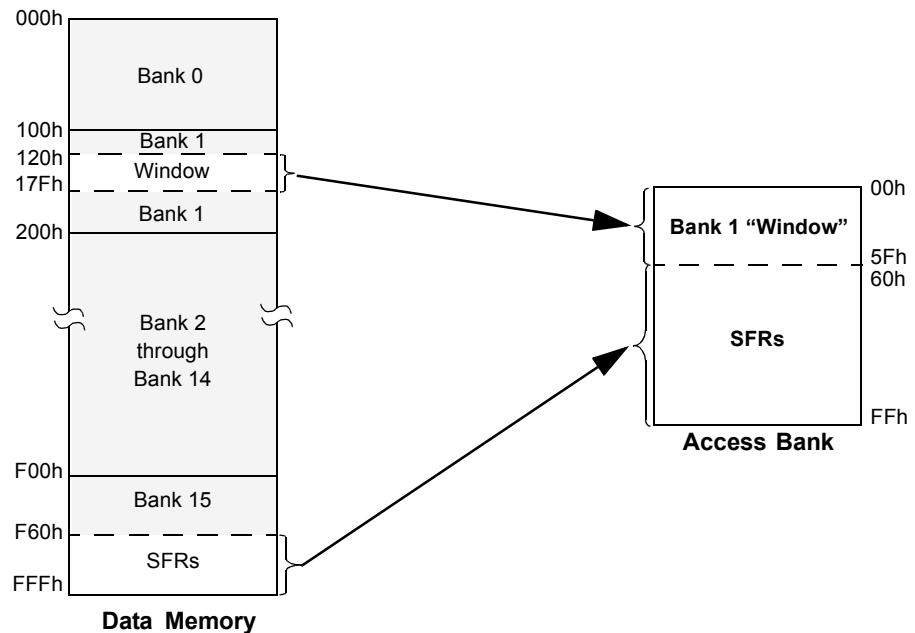 000h
Bank 0
100h
Bank 1
120h
Window
17Fh
Bank 1
200h
Bank 2
through
Bank 14
F00h
Bank 15
F60h
SFRs
FFFh
Data Memory
00h
Bank 1 “Window”
5Fh
60h
SFRs
FFh
Access Bank